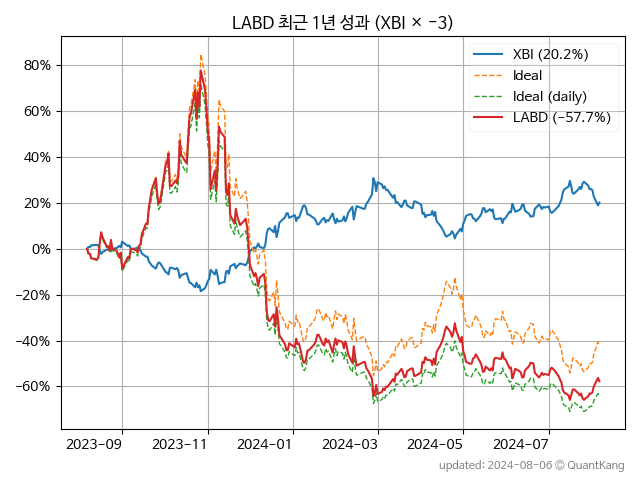 LABD 최근 1년 성과 (XBI × −3)
XBI (20.2%)
Ideal
Ideal (daily)
LABD (−57.7%)
80%
60%
40%
20%
0%
−20%
−40%
−60%
2023-09
2023-11
2024-01
2024-03
2024-05
2024-07
updated: 2024-08-06 © QuantKang